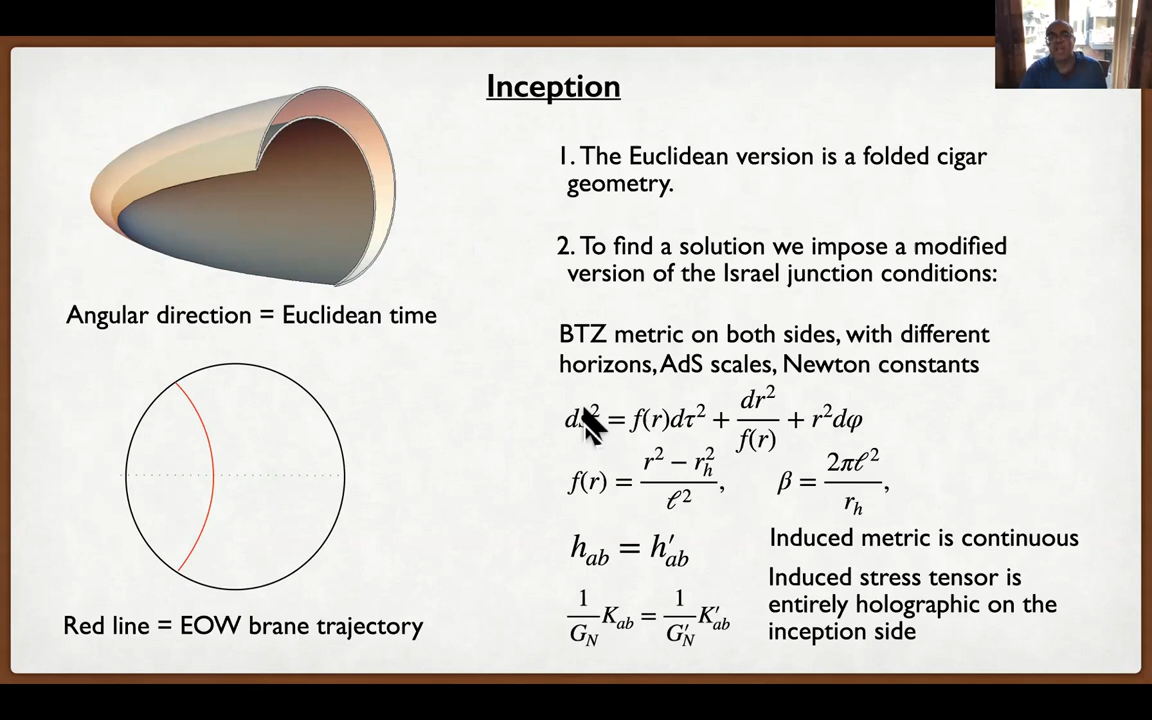 Inception
1. The Euclidean version is a folded cigar
geometry.
2. To find a solution we impose a modified
version of the Israel junction conditions:
Angular direction = Euclidean time
BTZ metric on both sides, with different
horizons, AdS scales, Newton constants
ds² = f(r)dτ² + dr²/f(r) + r²dφ
f(r) = (r² − r_h²)/ℓ², β = 2πℓ²/r_h,
h_ab = h′_ab Induced metric is continuous
1/G_N K_ab = 1/G′_N K′_ab
Induced stress tensor is
entirely holographic on the
inception side
Red line = EOW brane trajectory